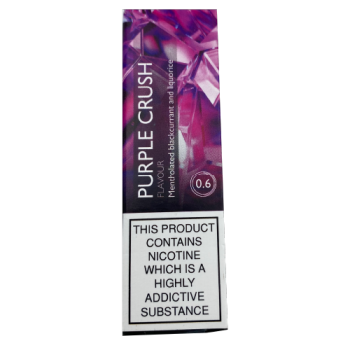 PURPLE CRUSH
FLAVOUR
Mentholated blackcurrant and liquorice
0.6
THIS PRODUCT
CONTAINS
NICOTINE
WHICH IS A
HIGHLY
ADDICTIVE
SUBSTANCE